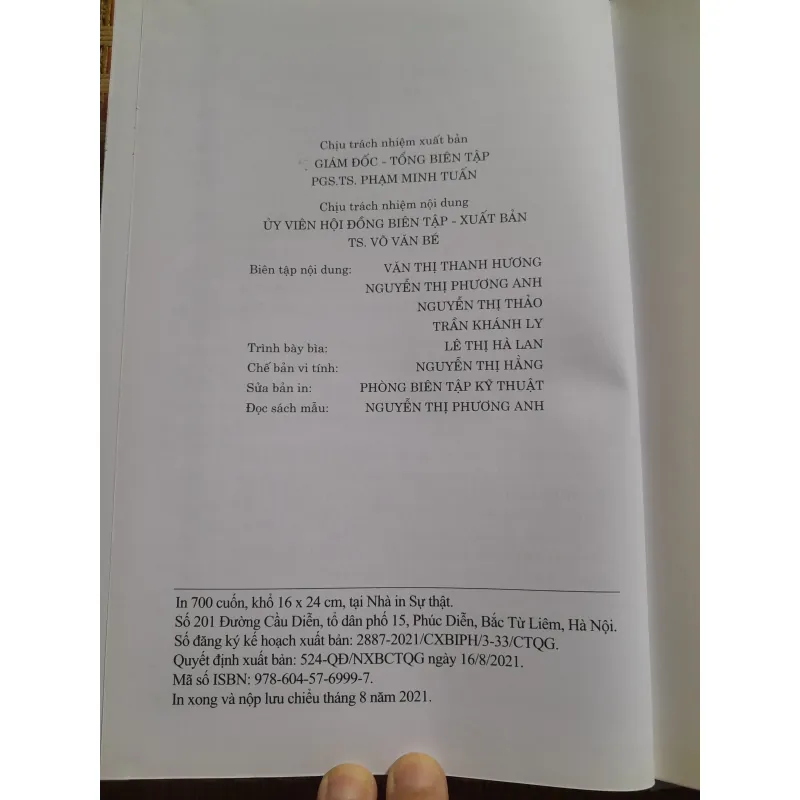 Chịu trách nhiệm xuất bản
GIÁM ĐỐC - TỔNG BIÊN TẬP
PGS.TS. PHẠM MINH TUẤN
Chịu trách nhiệm nội dung
ỦY VIÊN HỘI ĐỒNG BIÊN TẬP - XUẤT BẢN
TS. VÕ VĂN BÉ
Biên tập nội dung: VĂN THỊ THANH HƯƠNG
NGUYỄN THỊ PHƯƠNG ANH
NGUYỄN THỊ THẢO
TRẦN KHÁNH LY
Trình bày bìa: LÊ THỊ HÀ LAN
Chế bản vi tính: NGUYỄN THỊ HẰNG
Sửa bản in: PHÒNG BIÊN TẬP KỸ THUẬT
Đọc sách mẫu: NGUYỄN THỊ PHƯƠNG ANH
In 700 cuốn, khổ 16 x 24 cm, tại Nhà in Sự thật.
Số 201 Đường Cầu Diễn, tổ dân phố 15, Phúc Diễn, Bắc Từ Liêm, Hà Nội.
Số đăng ký kế hoạch xuất bản: 2887-2021/CXBIPH/3-33/CTQG.
Quyết định xuất bản: 524-QĐ/NXBCTQG ngày 16/8/2021.
Mã số ISBN: 978-604-57-6999-7.
In xong và nộp lưu chiểu tháng 8 năm 2021.